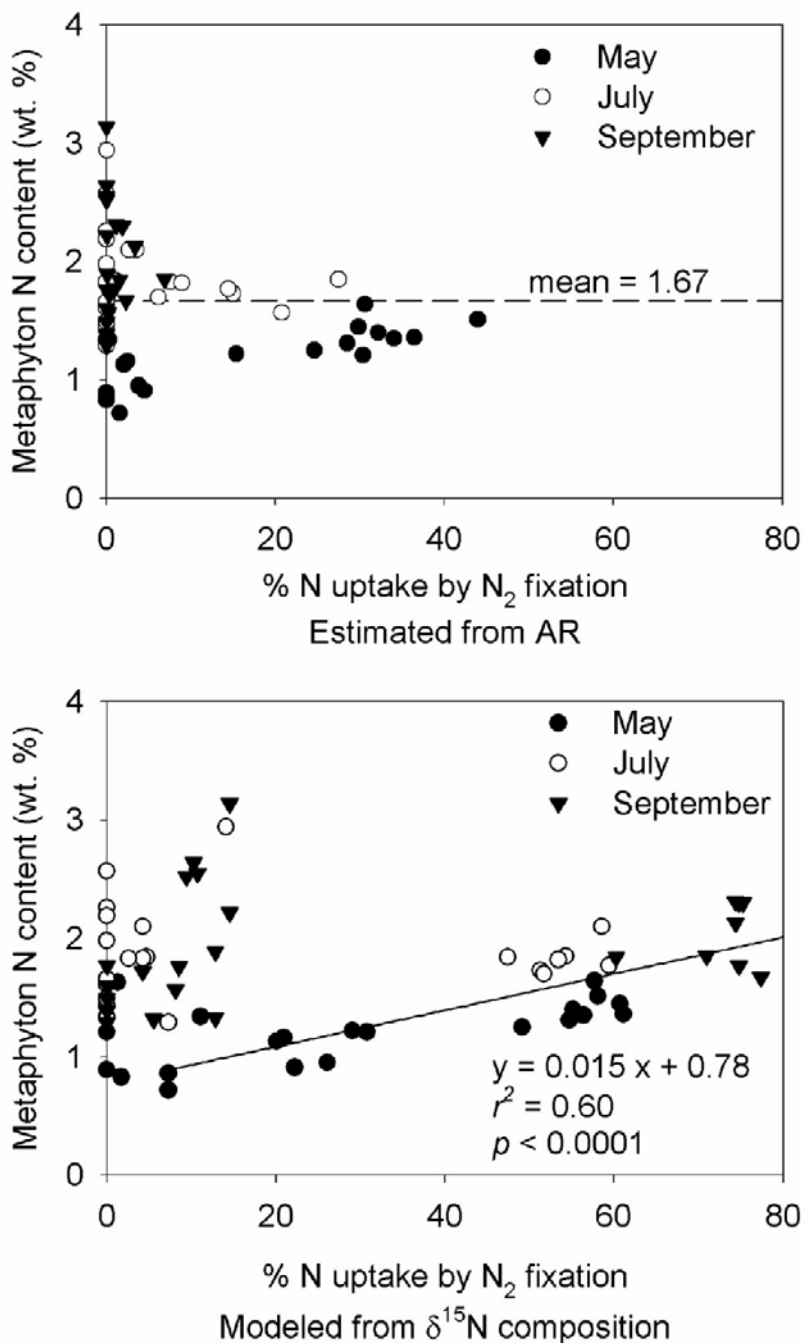 4
3
2
1
0
Metaphyton N content (wt. %)
May
July
September
mean = 1.67
0 20 40 60 80
% N uptake by N₂ fixation
Estimated from AR
4
3
2
1
0
Metaphyton N content (wt. %)
May
July
September
y = 0.015 x + 0.78
r² = 0.60
p < 0.0001
0 20 40 60 80
% N uptake by N₂ fixation
Modeled from δ¹⁵N composition